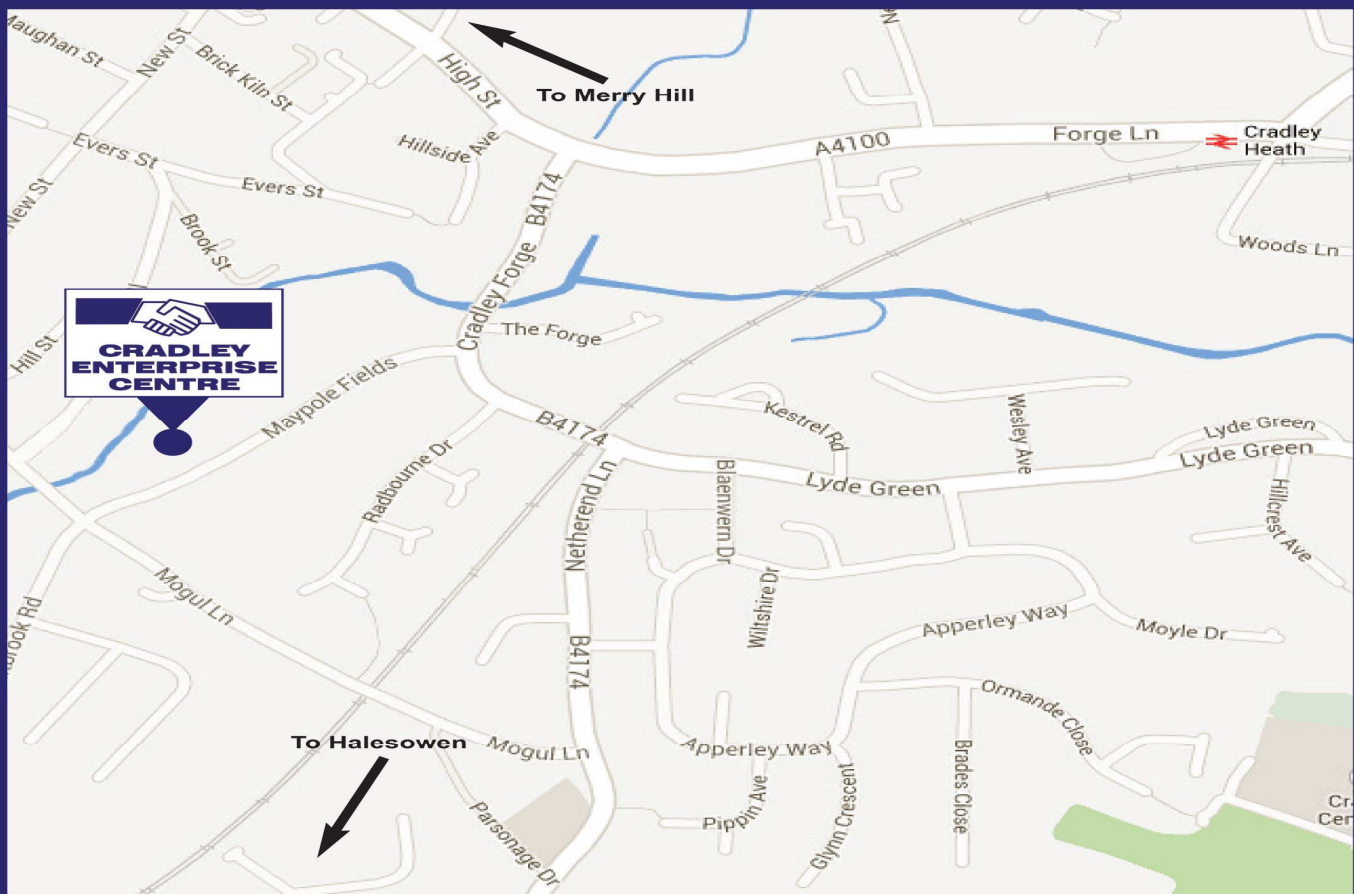 Maughan St
New St
Brick Kiln St
High St
To Merry Hill
Hillside Ave
A4100
Forge Ln
Cradley
Heath
Evers St
Evers St
New St
Brook St
B4174
Cradley Forge
Woods Ln
CRADLEY
ENTERPRISE
CENTRE
Hill St
The Forge
Maypole Fields
B4174
Kestrel Rd
Wesley Ave
Lyde Green
Lyde Green
Lyde Green
Radbourne Dr
Netherend Ln
Blaenwern Dr
Hillcrest Ave
Mogul Ln
Wiltshire Dr
Apperley Way
Moyle Dr
B4174
Ormande Close
To Halesowen
Mogul Ln
Apperley Way
Brades Close
Pippin Ave
Glynn Crescent
Parsonage Dr